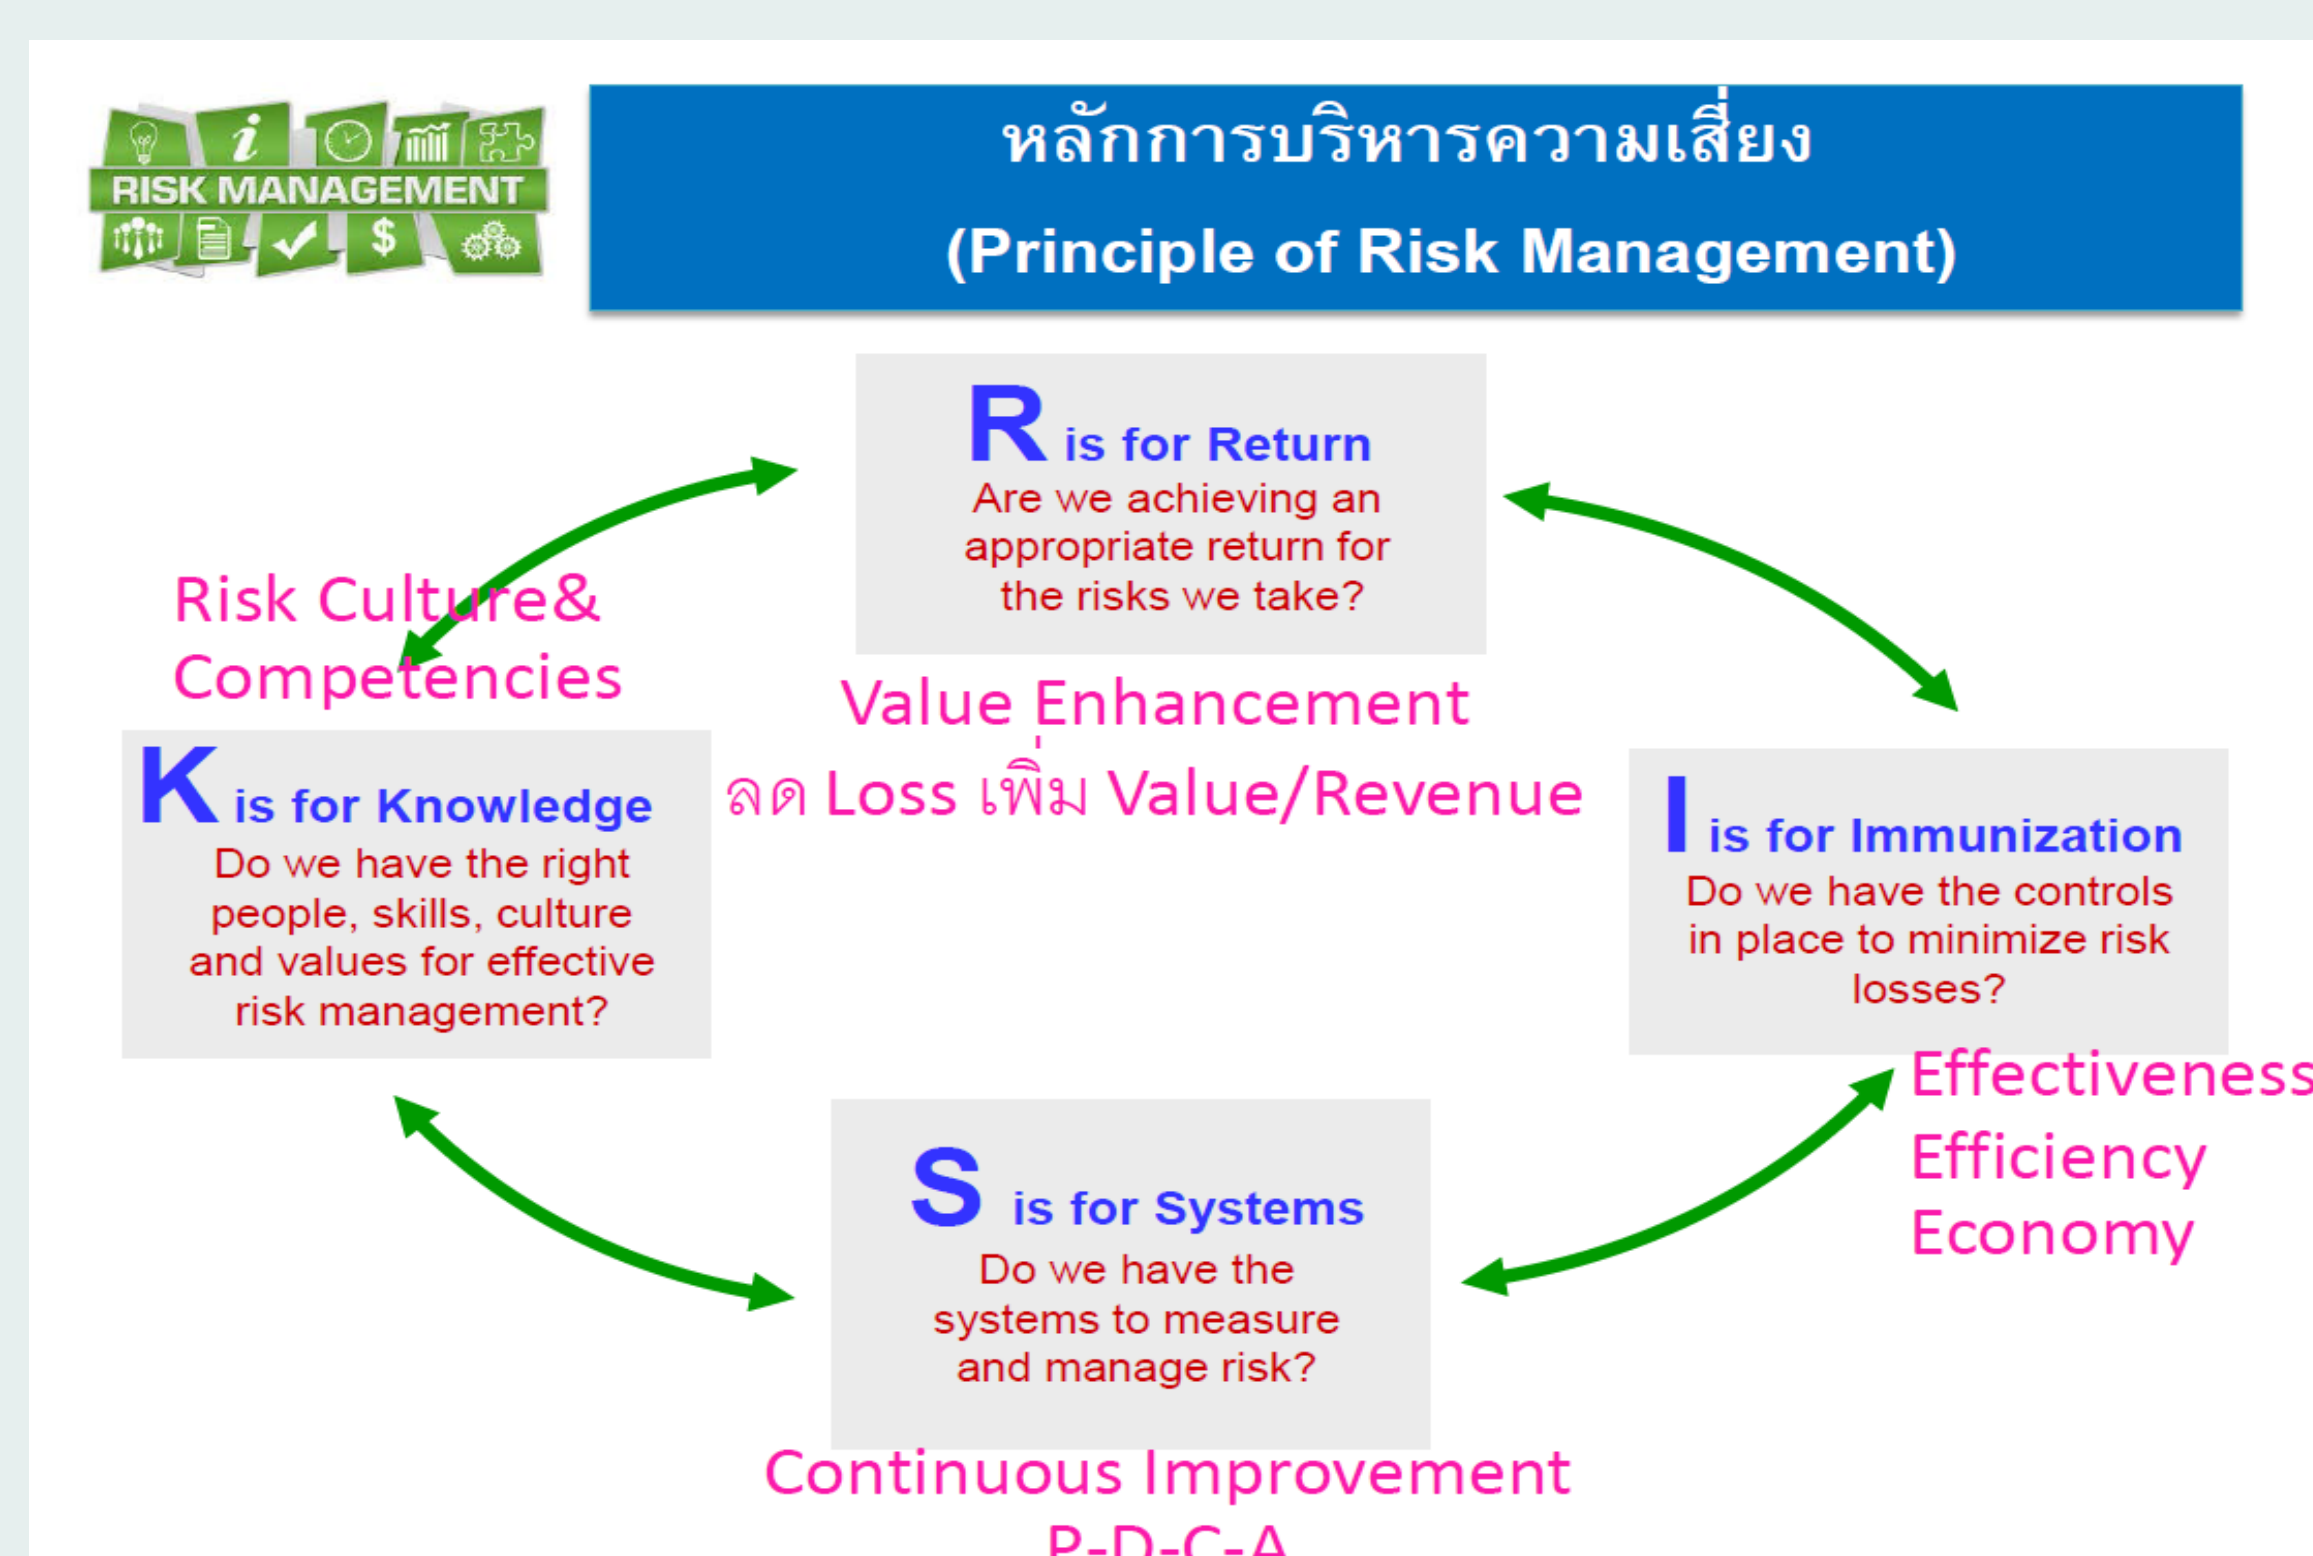 RISK MANAGEMENT
หลักการบริหารความเสี่ยง
(Principle of Risk Management)
R is for Return
Are we achieving an
appropriate return for
the risks we take?
Value Enhancement
ลด Loss เพิ่ม Value/Revenue
Risk Culture&
Competencies
K is for Knowledge
Do we have the right
people, skills, culture
and values for effective
risk management?
I is for Immunization
Do we have the controls
in place to minimize risk
losses?
Effectiveness
Efficiency
Economy
S is for Systems
Do we have the
systems to measure
and manage risk?
Continuous Improvement
P-D-C-A